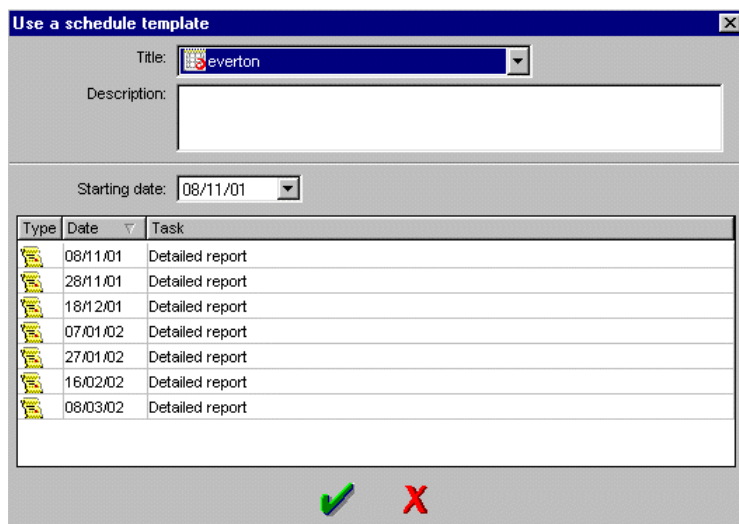 Use a schedule template
Title: everton
Description:
Starting date: 08/11/01
Type Date Task
08/11/01 Detailed report
28/11/01 Detailed report
18/12/01 Detailed report
07/01/02 Detailed report
27/01/02 Detailed report
16/02/02 Detailed report
08/03/02 Detailed report